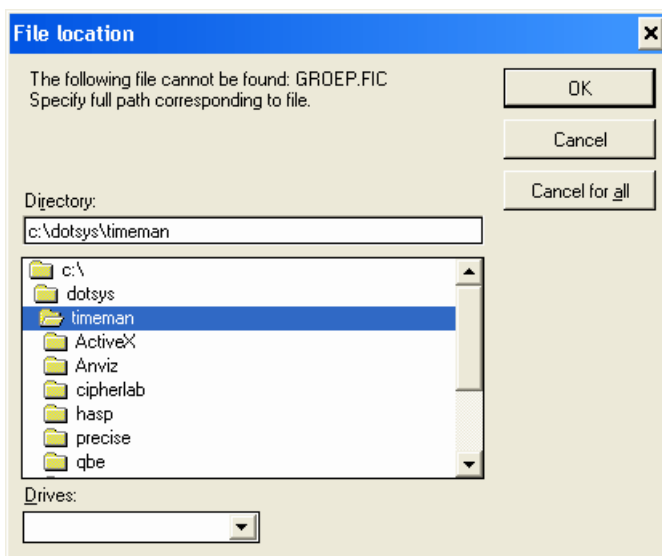 File location
The following file cannot be found: GROEP.FIC
Specify full path corresponding to file.
OK
Cancel
Cancel for all
Directory:
c:\dotsys\timeman
c:\
dotsys
timeman
ActiveX
Anviz
cipherlab
hasp
precise
qbe
Drives: